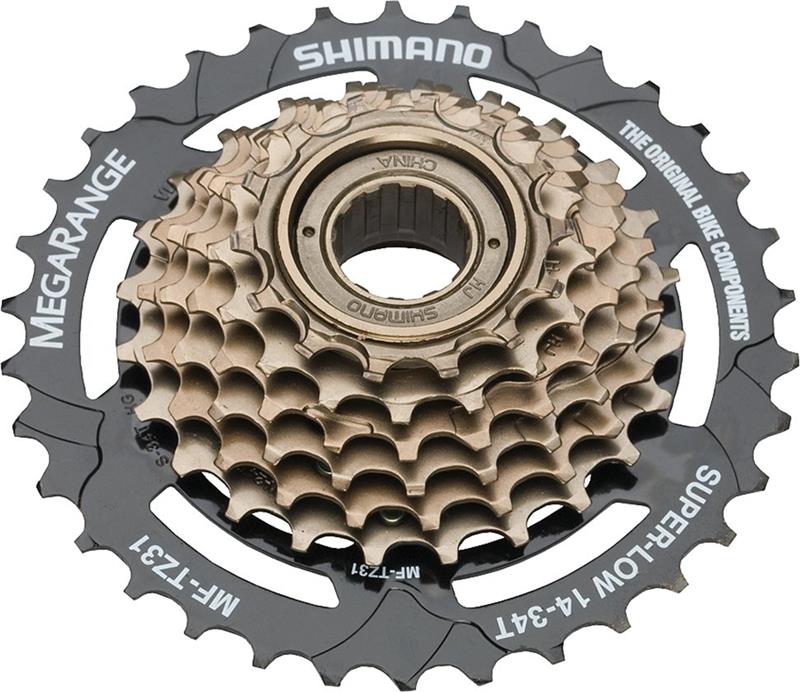 SHIMANO
THE ORIGINAL BIKE COMPONENTS
SUPER-LOW 14-34T
MF-TZ31
MEGARANGE
CHINA
HJ
SHIMANO
HJ
S-34T HG
MF-TZ31